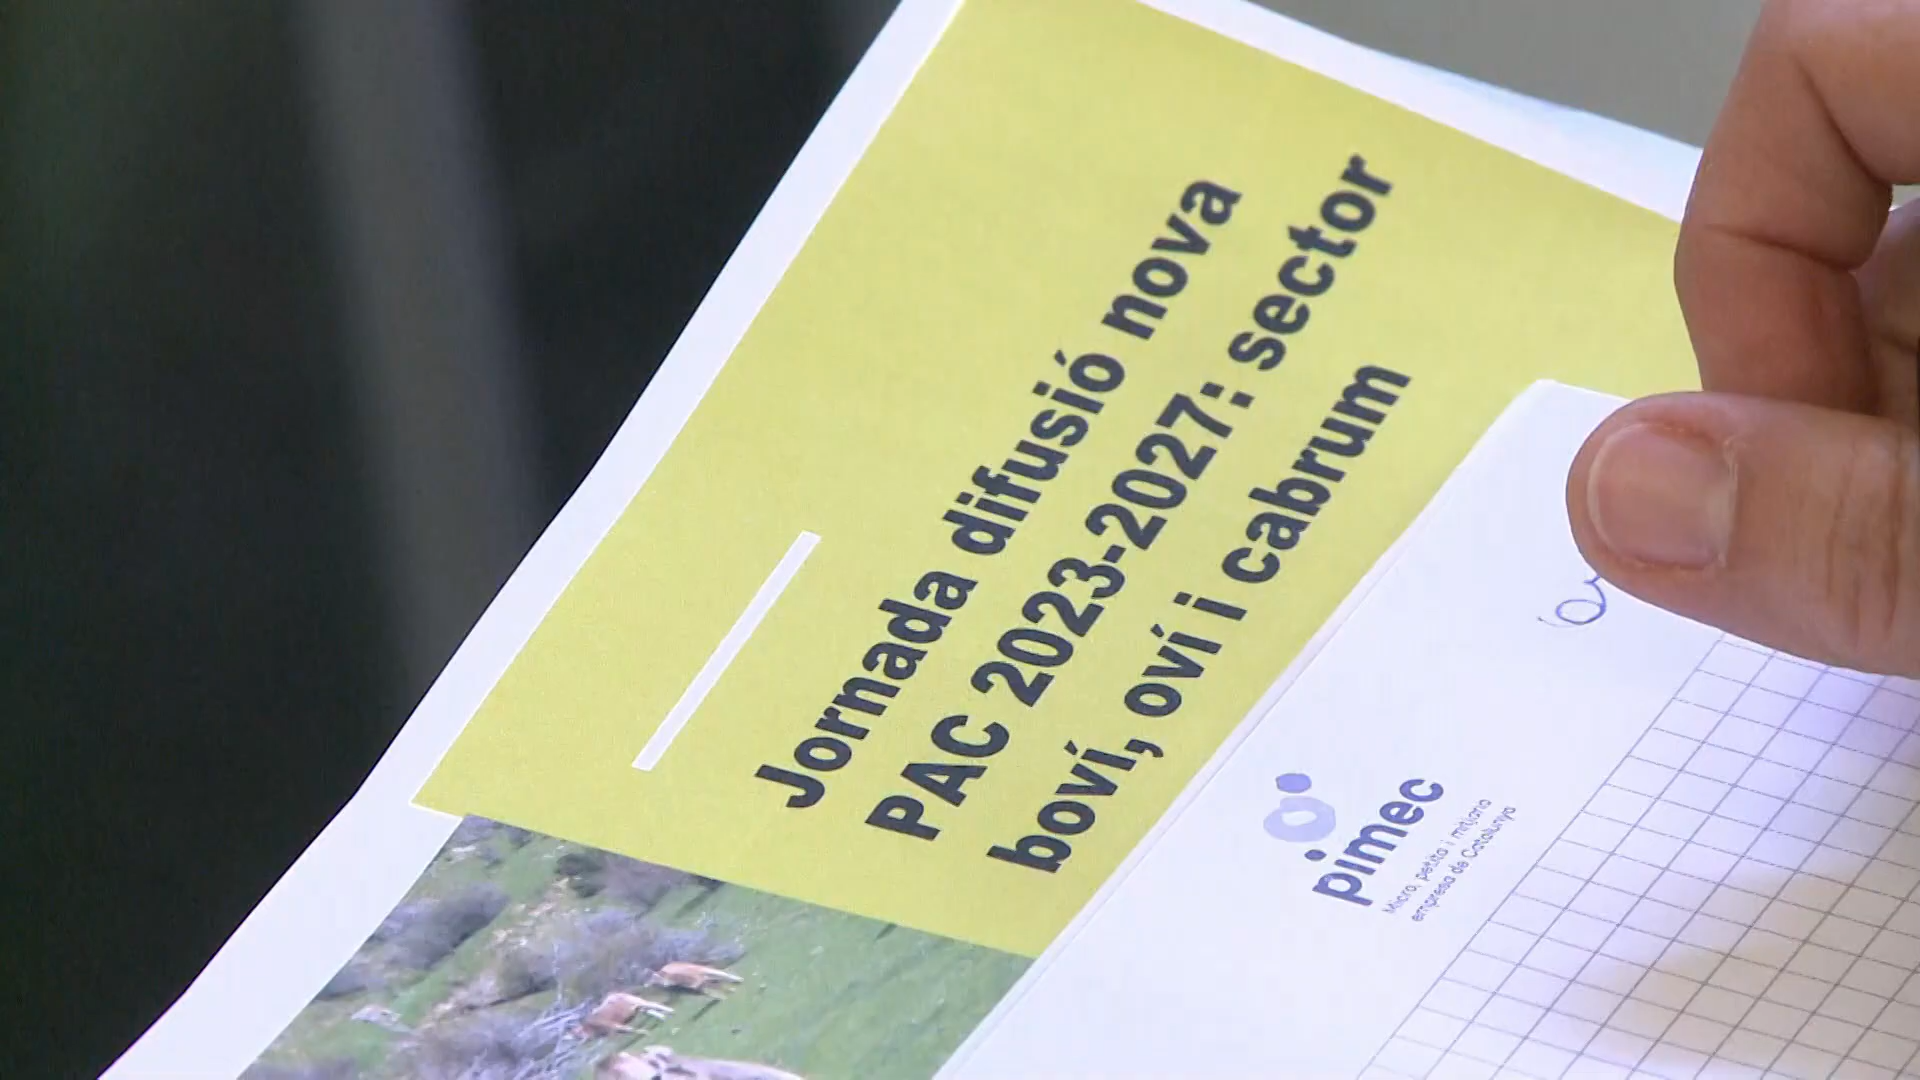 Jornada difusió nova
PAC 2023-2027: sector
boví, oví i cabrum
pimec
Micro, petita i mitjana
empresa de Catalunya